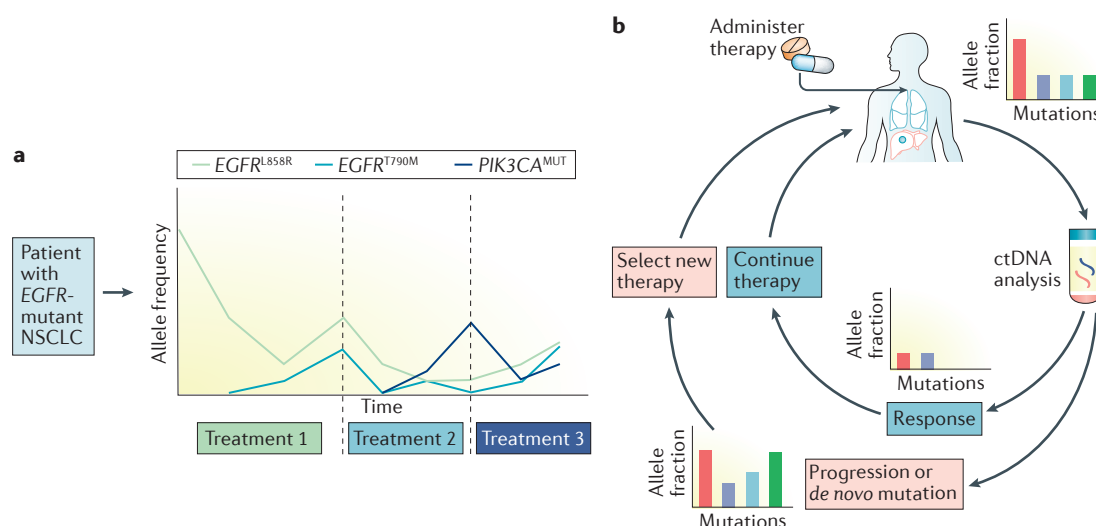 a
EGFRL858R
EGFRT790M
PIK3CAMUT
Patient
with
EGFR-
mutant
NSCLC
Allele frequency
Time
Treatment 1
Treatment 2
Treatment 3
b
Administer
therapy
Allele
fraction
Mutations
ctDNA
analysis
Select new
therapy
Continue
therapy
Allele
fraction
Mutations
Response
Progression or
de novo mutation
Allele
fraction
Mutations